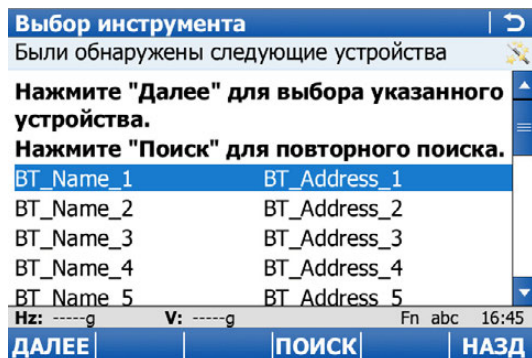 Выбор инструмента
Были обнаружены следующие устройства
Нажмите "Далее" для выбора указанного
устройства.
Нажмите "Поиск" для повторного поиска.
BT_Name_1 BT_Address_1
BT_Name_2 BT_Address_2
BT_Name_3 BT_Address_3
BT_Name_4 BT_Address_4
BT_Name_5 BT_Address_5
Hz: -----g V: -----g Fn abc 16:45
ДАЛЕЕ ПОИСК НАЗД